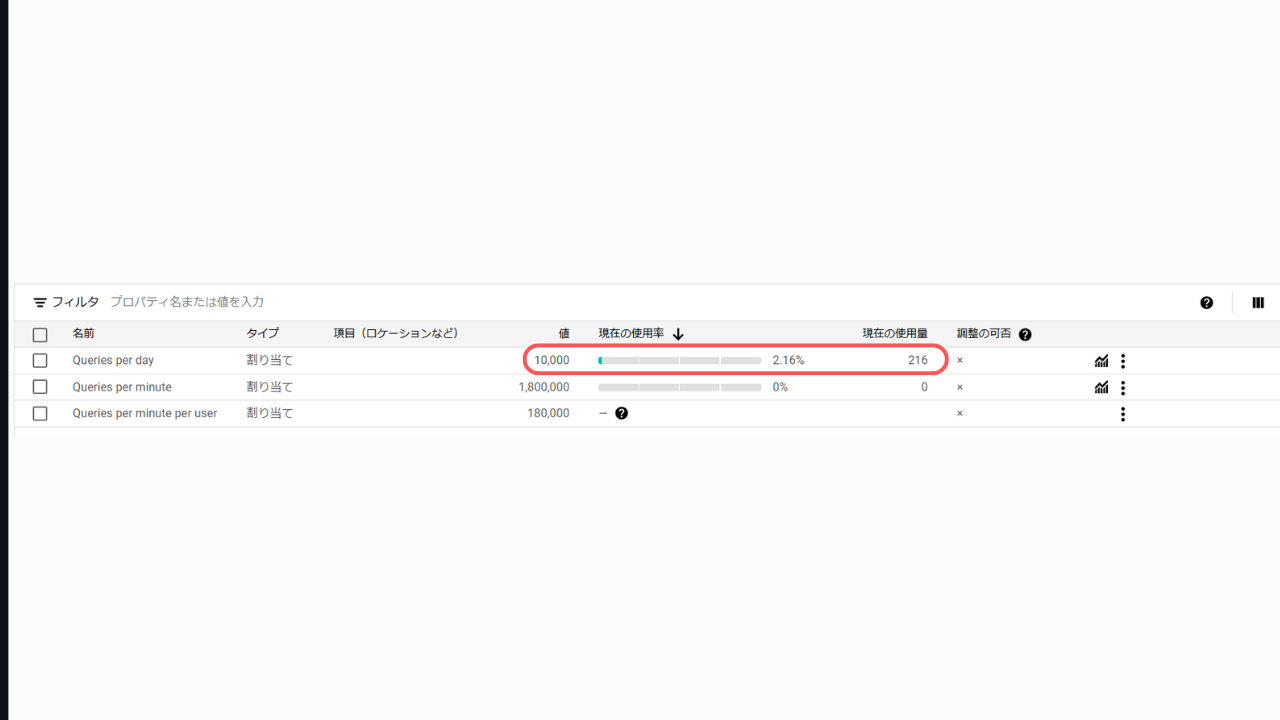 フィルタ プロパティ名または値を入力
名前 タイプ 項目（ロケーションなど） 値 現在の使用率 現在の使用量 調整の可否
Queries per day 割り当て 10,000 2.16% 216 ×
Queries per minute 割り当て 1,800,000 0% 0 ×
Queries per minute per user 割り当て 180,000 — ×